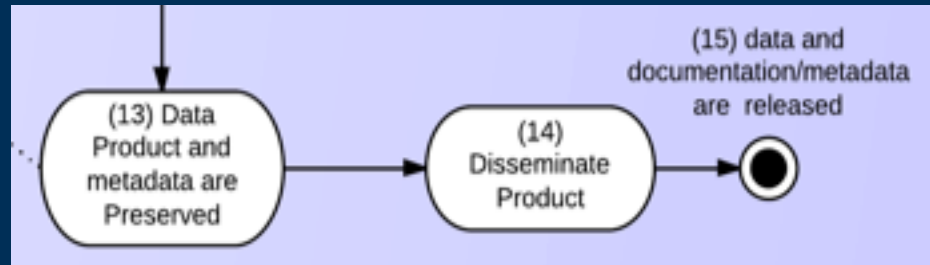 (13) Data
Product and
metadata are
Preserved
(14)
Disseminate
Product
(15) data and
documentation/metadata
are released